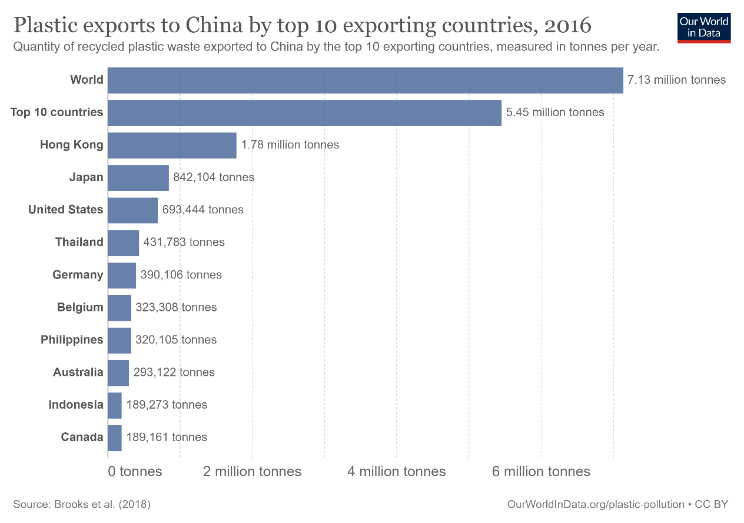 Plastic exports to China by top 10 exporting countries, 2016
Quantity of recycled plastic waste exported to China by the top 10 exporting countries, measured in tonnes per year.
Our World
in Data
World 7.13 million tonnes
Top 10 countries 5.45 million tonnes
Hong Kong 1.78 million tonnes
Japan 842,104 tonnes
United States 693,444 tonnes
Thailand 431,783 tonnes
Germany 390,106 tonnes
Belgium 323,308 tonnes
Philippines 320,105 tonnes
Australia 293,122 tonnes
Indonesia 189,273 tonnes
Canada 189,161 tonnes
0 tonnes 2 million tonnes 4 million tonnes 6 million tonnes
Source: Brooks et al. (2018) OurWorldInData.org/plastic-pollution • CC BY